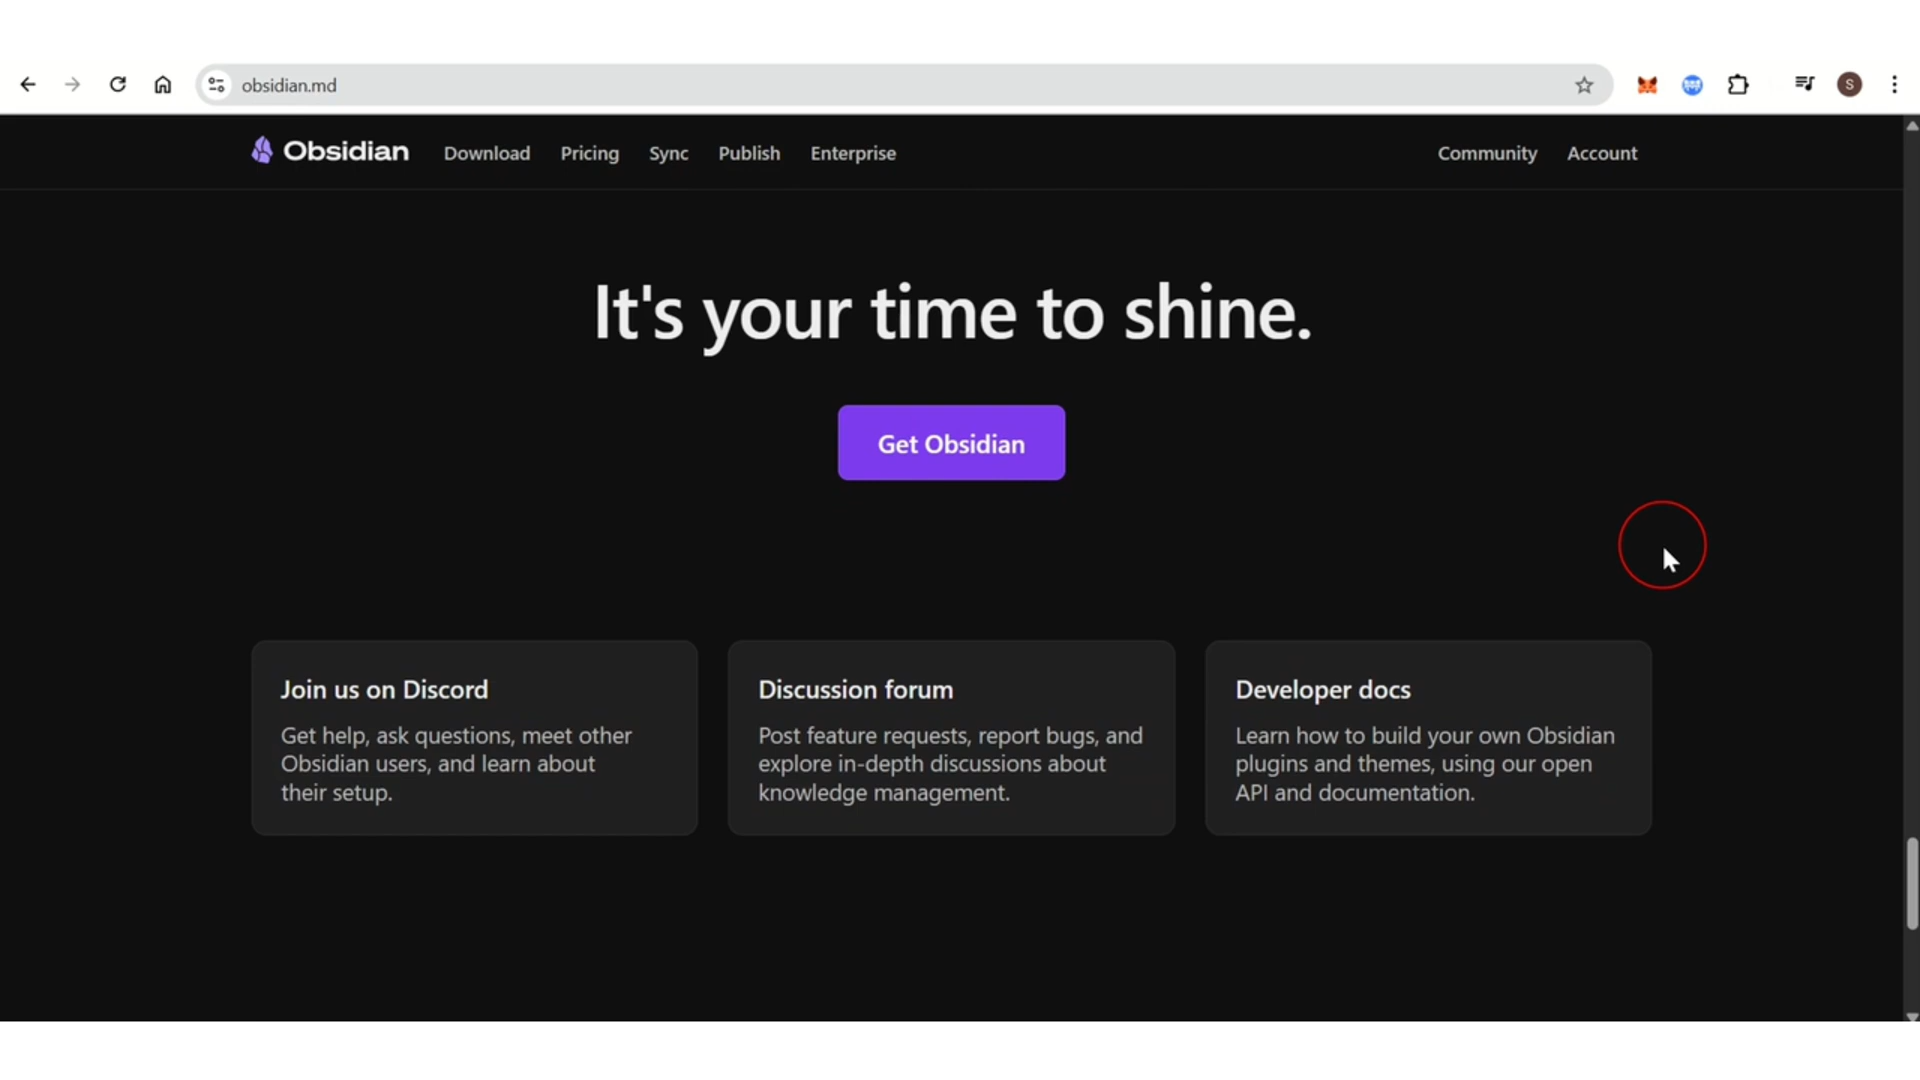 obsidian.md
S
Obsidian Download Pricing Sync Publish Enterprise Community Account
It's your time to shine.
Get Obsidian
Join us on Discord
Get help, ask questions, meet other
Obsidian users, and learn about
their setup.
Discussion forum
Post feature requests, report bugs, and
explore in-depth discussions about
knowledge management.
Developer docs
Learn how to build your own Obsidian
plugins and themes, using our open
API and documentation.